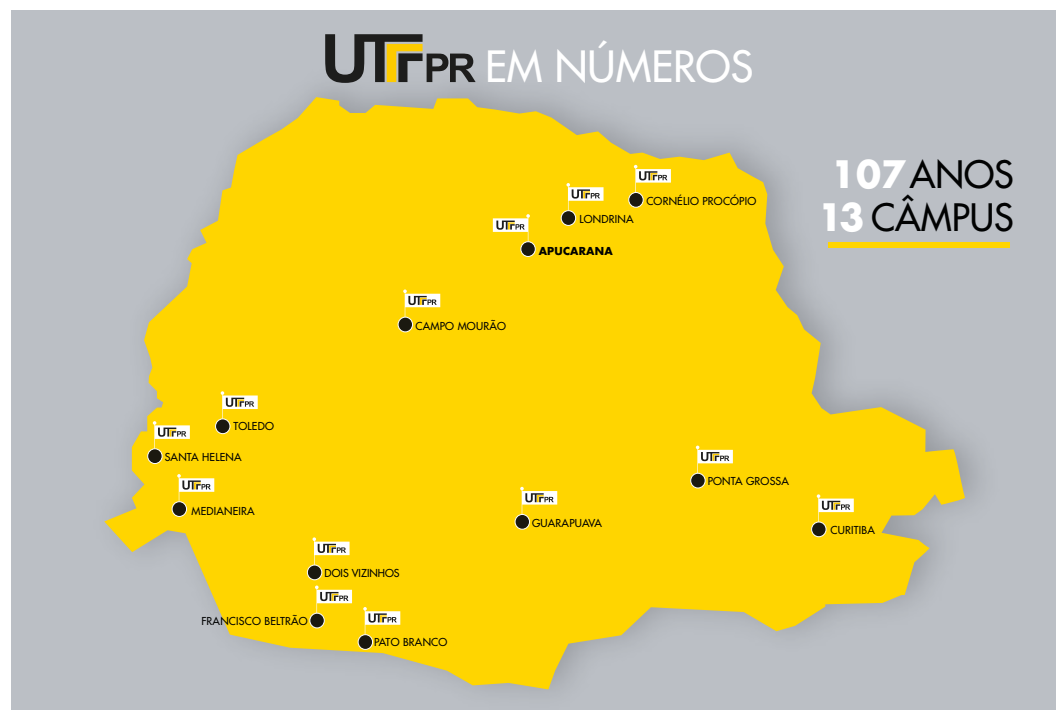 UTFPR EM NÚMEROS
107 ANOS
13 CÂMPUS
UTFPR
CORNÉLIO PROCÓPIO
UTFPR
LONDRINA
UTFPR
APUCARANA
UTFPR
CAMPO MOURÃO
UTFPR
TOLEDO
UTFPR
SANTA HELENA
UTFPR
PONTA GROSSA
UTFPR
MEDIANEIRA
UTFPR
GUARAPUAVA
UTFPR
CURITIBA
UTFPR
DOIS VIZINHOS
UTFPR
FRANCISCO BELTRÃO
UTFPR
PATO BRANCO